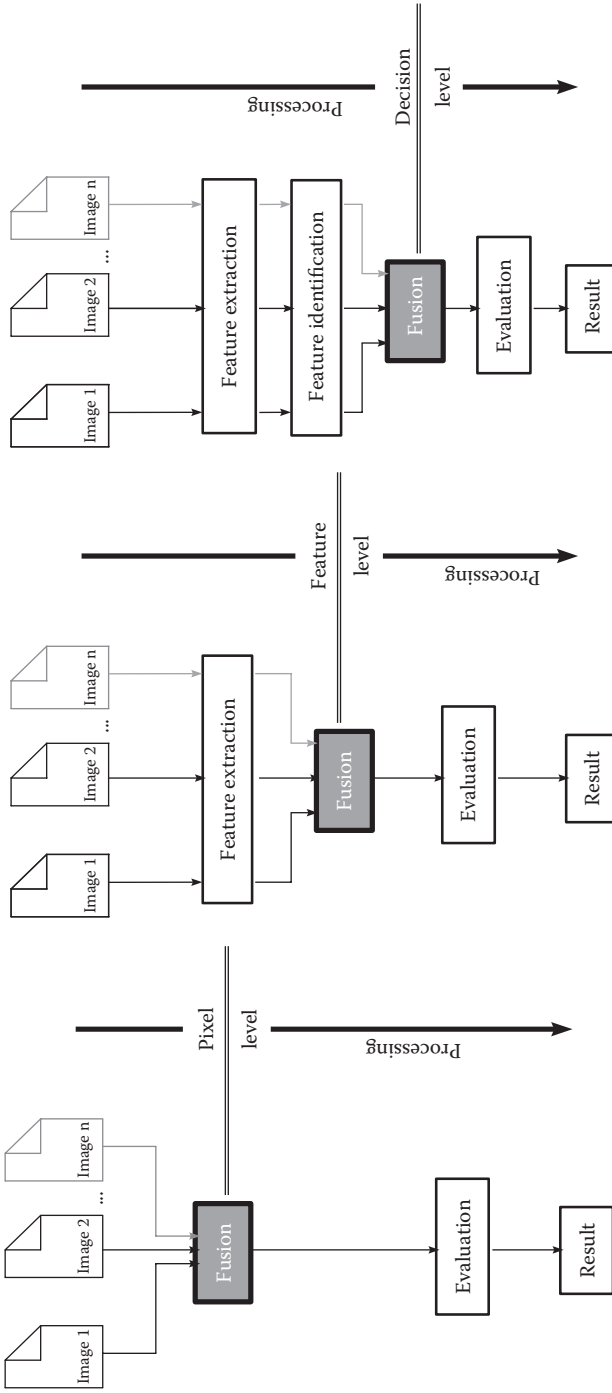 Image 1
Image 2
...
Image n
Fusion
Pixel
level
Processing
Evaluation
Result
Image 1
Image 2
...
Image n
Feature extraction
Fusion
Feature
level
Processing
Evaluation
Result
Image 1
Image 2
...
Image n
Feature extraction
Feature identification
Processing
Fusion
Decision
level
Evaluation
Result